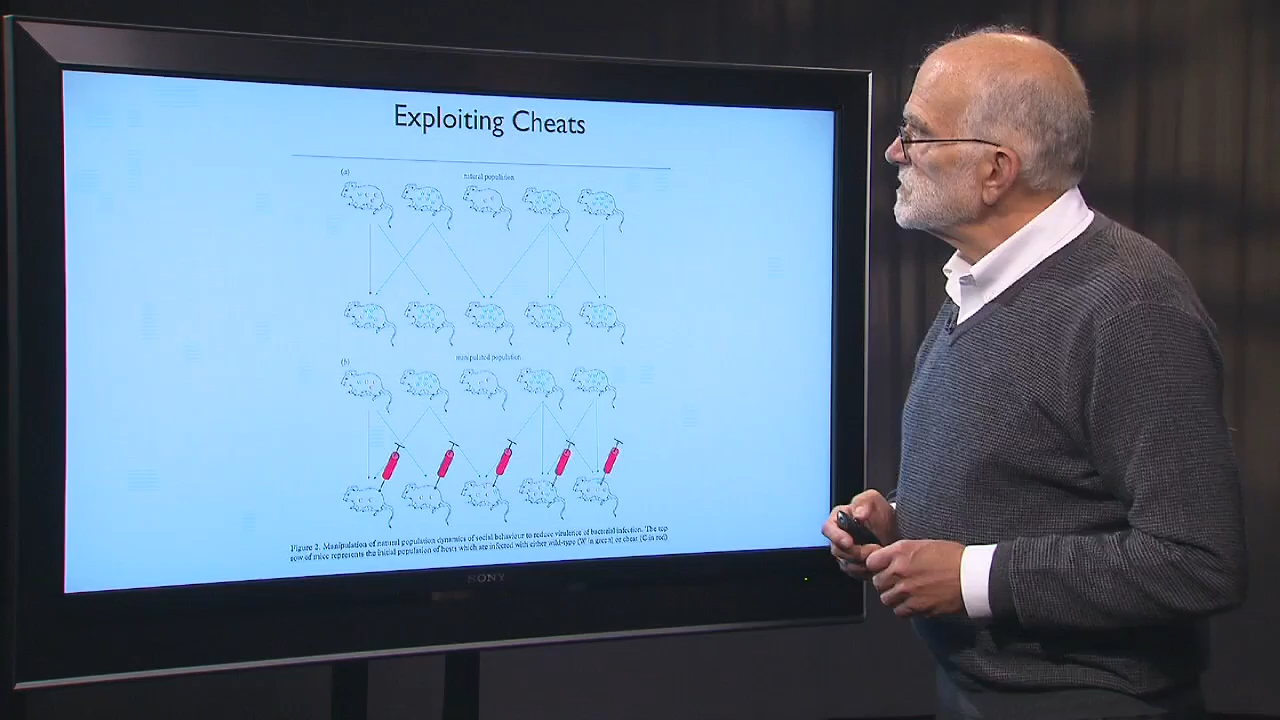 Exploiting Cheats
(a)
natural population
(b)
manipulated population
Figure 2. Manipulation of natural population dynamics of social behaviour to reduce virulence of bacterial infection. The top
row of mice represents the initial population of hosts which are infected with either wild-type (W in green) or cheat (C in red)
SONY